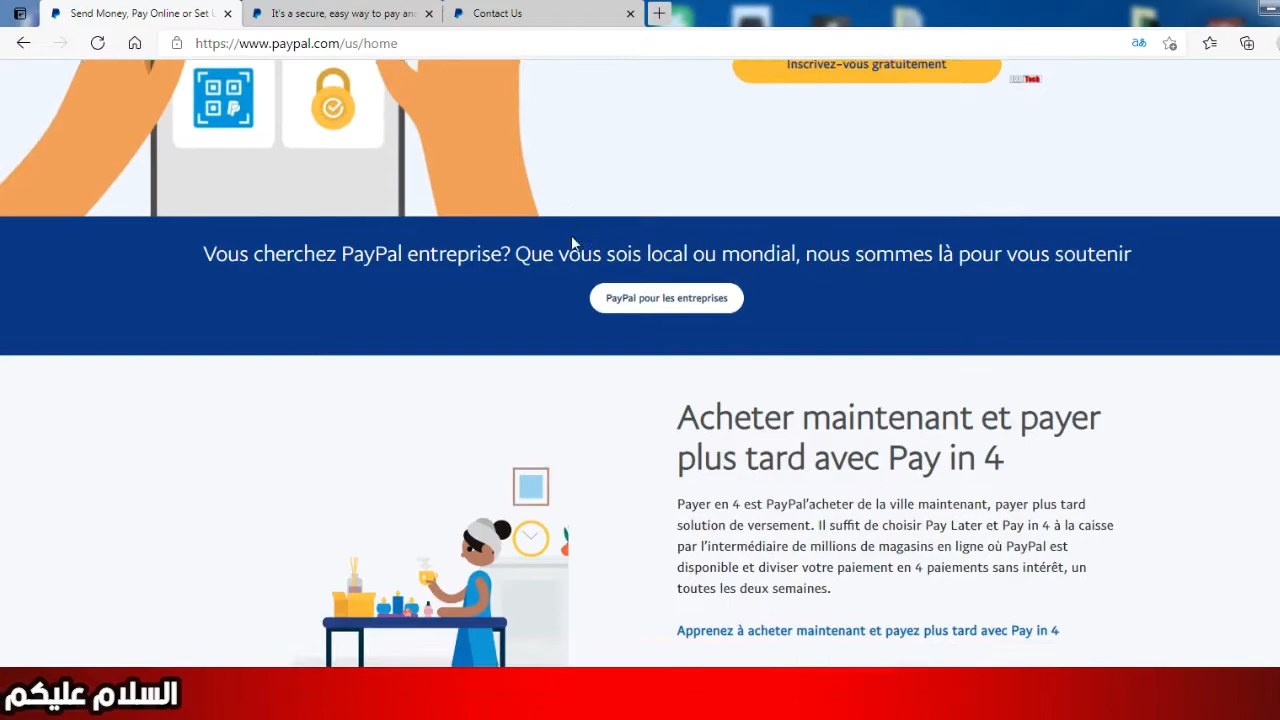 Send Money, Pay Online or Set U
It's a secure, easy way to pay and
Contact Us
https://www.paypal.com/us/home
Inscrivez-vous gratuitement
Tech
Vous cherchez PayPal entreprise? Que vous sois local ou mondial, nous sommes là pour vous soutenir
PayPal pour les entreprises
Acheter maintenant et payer
plus tard avec Pay in 4
Payer en 4 est PayPal'acheter de la ville maintenant, payer plus tard
solution de versement. Il suffit de choisir Pay Later et Pay in 4 à la caisse
par l'intermédiaire de millions de magasins en ligne où PayPal est
disponible et diviser votre paiement en 4 paiements sans intérêt, un
toutes les deux semaines.
Apprenez à acheter maintenant et payez plus tard avec Pay in 4
السلام عليكم